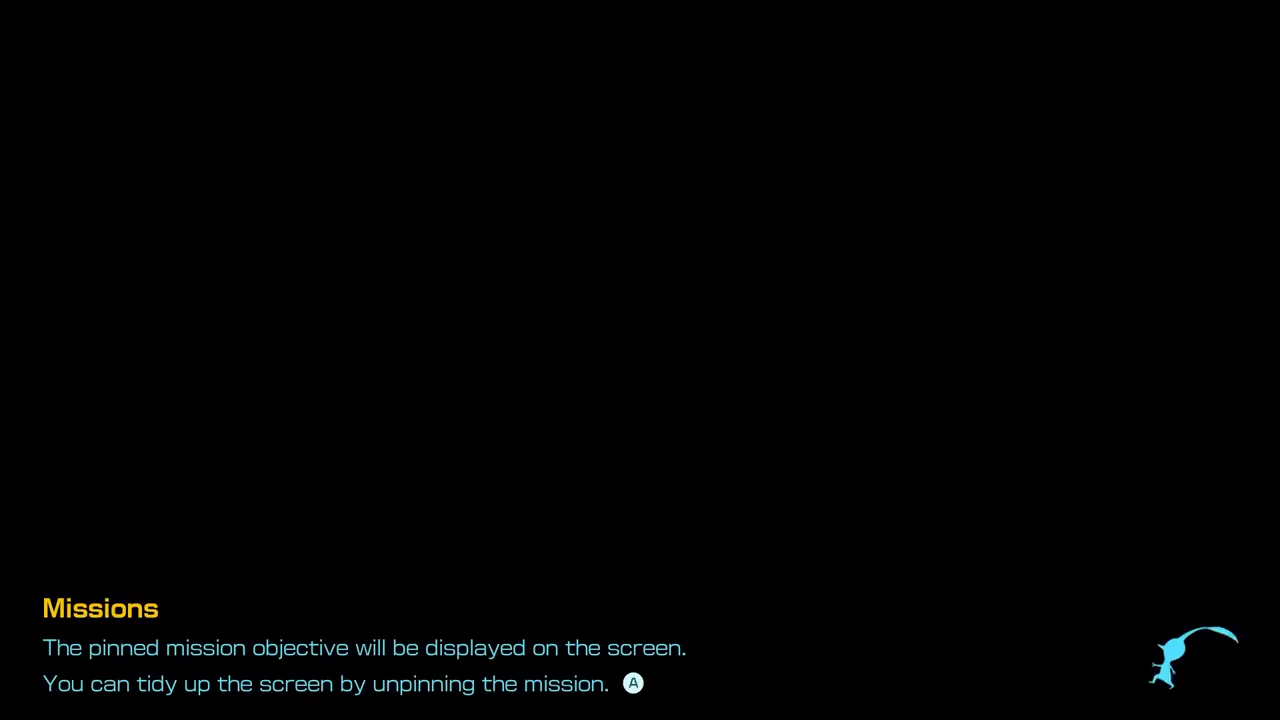 Missions
The pinned mission objective will be displayed on the screen.
You can tidy up the screen by unpinning the mission. A